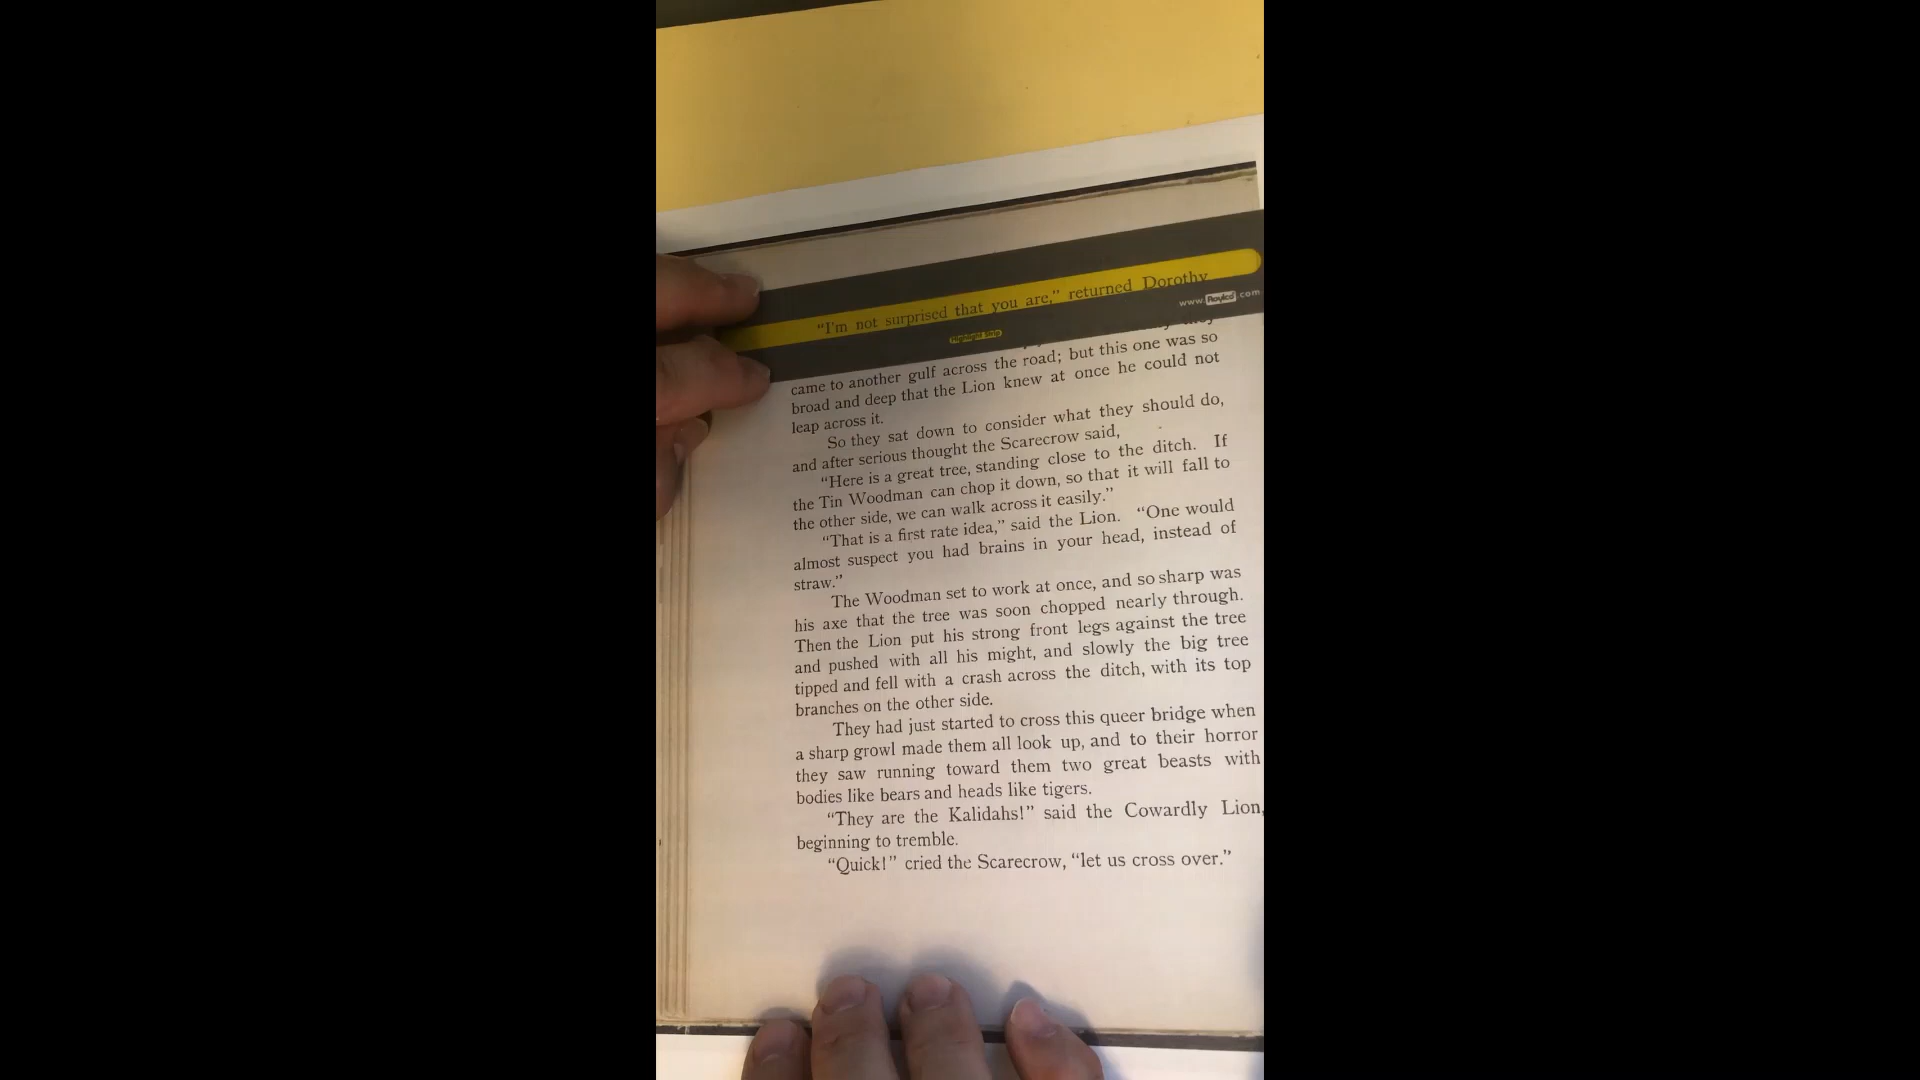 “I'm not surprised that you are,” returned Dorothy
www.Roylco.com
Highlight Strip
they
came to another gulf across the road; but this one was so
broad and deep that the Lion knew at once he could not
leap across it.
So they sat down to consider what they should do,
and after serious thought the Scarecrow said,
“Here is a great tree, standing close to the ditch. If
the Tin Woodman can chop it down, so that it will fall to
the other side, we can walk across it easily.”
“That is a first rate idea,” said the Lion. “One would
almost suspect you had brains in your head, instead of
straw.”
The Woodman set to work at once, and so sharp was
his axe that the tree was soon chopped nearly through.
Then the Lion put his strong front legs against the tree
and pushed with all his might, and slowly the big tree
tipped and fell with a crash across the ditch, with its top
branches on the other side.
They had just started to cross this queer bridge when
a sharp growl made them all look up, and to their horror
they saw running toward them two great beasts with
bodies like bears and heads like tigers.
“They are the Kalidahs!” said the Cowardly Lion,
beginning to tremble.
“Quick!” cried the Scarecrow, “let us cross over.”